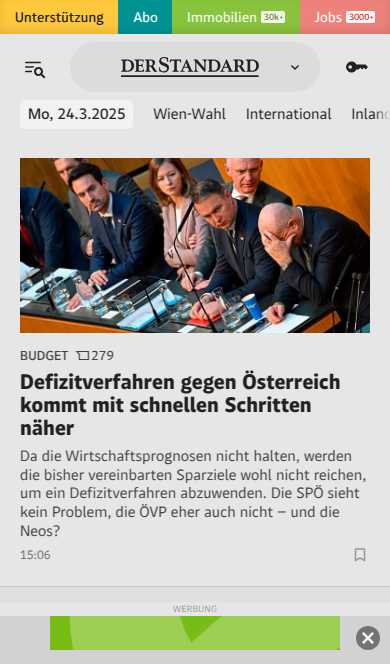 Unterstützung Abo Immobilien 30k+ Jobs 3000+
DERSTANDARD
Mo, 24.3.2025 Wien-Wahl International Inland
BUDGET 279
Defizitverfahren gegen Österreich
kommt mit schnellen Schritten
näher
Da die Wirtschaftsprognosen nicht halten, werden
die bisher vereinbarten Sparziele wohl nicht reichen,
um ein Defizitverfahren abzuwenden. Die SPÖ sieht
kein Problem, die ÖVP eher auch nicht – und die
Neos?
15:06
WERBUNG